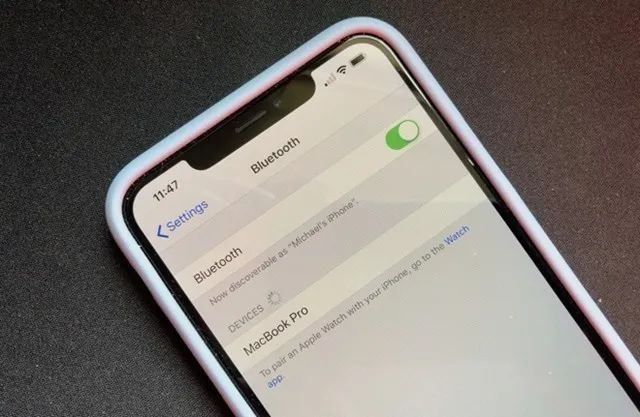 11:47
Settings
Bluetooth
Bluetooth
Now discoverable as "Michael's iPhone".
DEVICES
MacBook Pro
To pair an Apple Watch with your iPhone, go to the Watch
app.